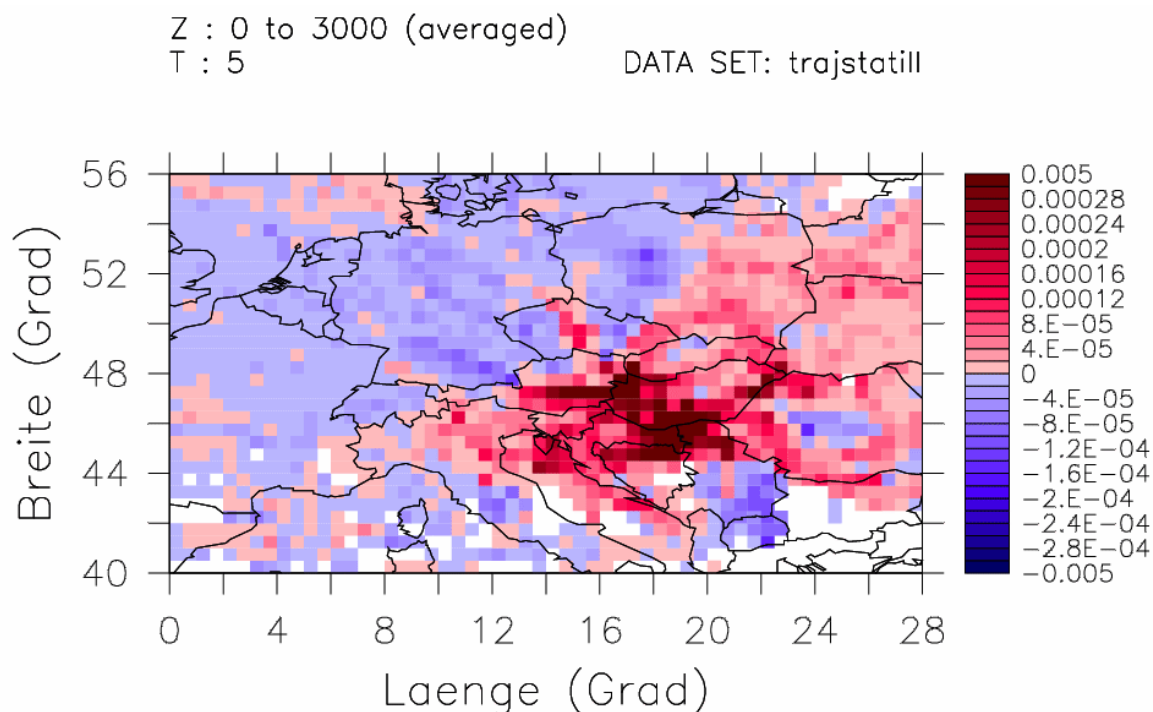 Z : 0 to 3000 (averaged)
T : 5
DATA SET: trajstatill
56
52
48
44
40
Breite (Grad)
0 4 8 12 16 20 24 28
Laenge (Grad)
0.005
0.00028
0.00024
0.0002
0.00016
0.00012
8.E-05
4.E-05
0
-4.E-05
-8.E-05
-1.2E-04
-1.6E-04
-2.E-04
-2.4E-04
-2.8E-04
-0.005